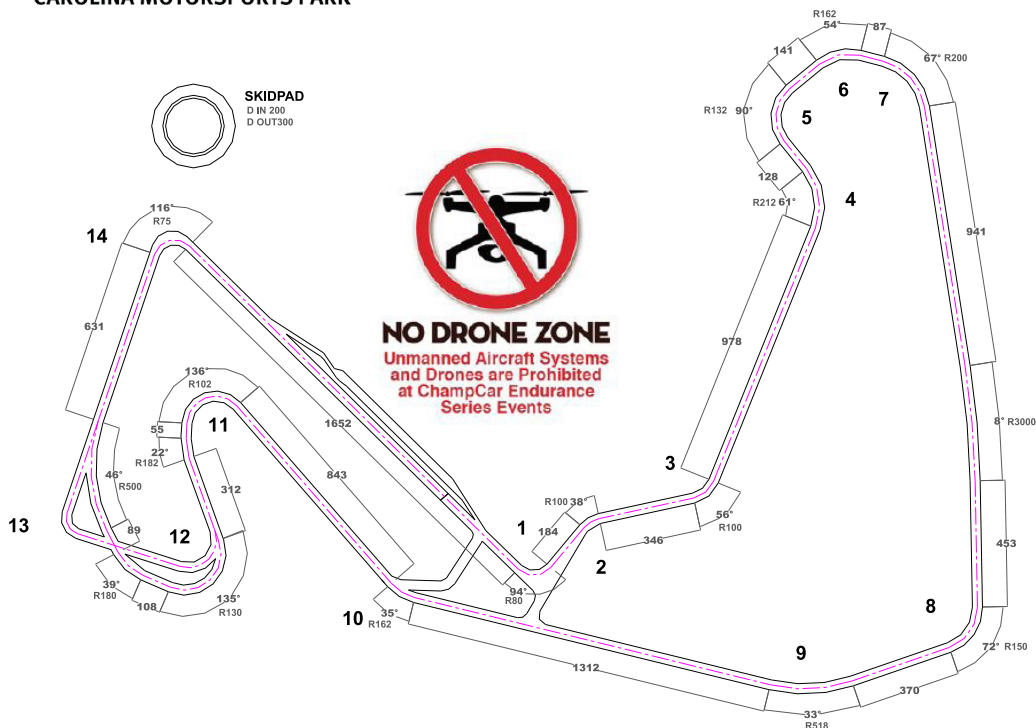 CAROLINA MOTORSPORTS PARK
R162
54°
87
141
67° R200
SKIDPAD
D IN 200
D OUT300
6
7
R132
90°
5
128
R212 61°
4
116°
R75
14
941
631
NO DRONE ZONE
Unmanned Aircraft Systems
and Drones are Prohibited
at ChampCar Endurance
Series Events
978
136°
R102
11
1652
8° R3000
55
22°
R182
46°
R500
843
3
312
R100 38°
56°
R100
13
12
89
1
184
346
453
2
39°
R180
108
135°
R130
94°
R80
8
10
35°
R162
72° R150
9
1312
370
33°
R518